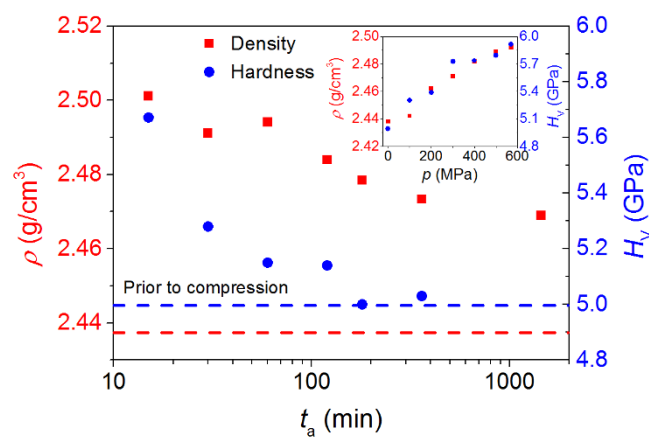 2.52
2.50
2.48
2.46
2.44
ρ (g/cm³)
Density
Hardness
2.50
2.48
2.46
2.44
2.42
ρ (g/cm³)
6.0
5.7
5.4
5.1
4.8
H_V (GPa)
0 200 400 600
p (MPa)
Prior to compression
6.0
5.8
5.6
5.4
5.2
5.0
4.8
H_V (GPa)
10 100 1000
t_a (min)